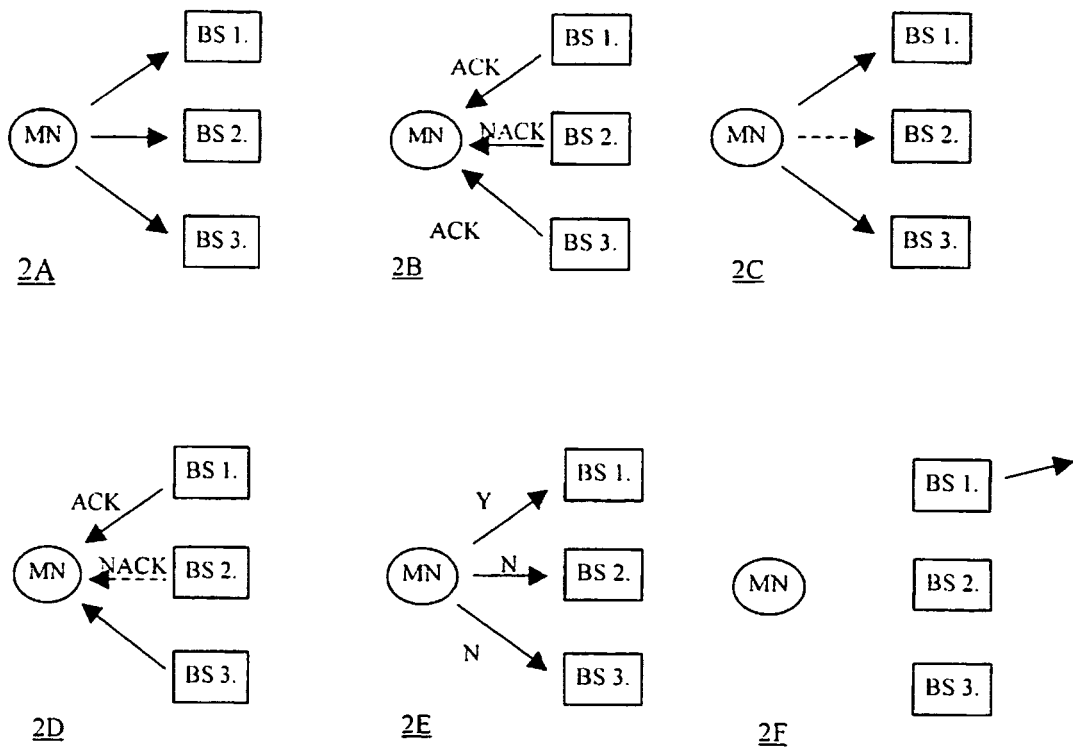 BS 1.
MN
BS 2.
BS 3.
2A
BS 1.
ACK
MN
NACK
BS 2.
ACK
BS 3.
2B
BS 1.
MN
BS 2.
BS 3.
2C
BS 1.
ACK
MN
NACK
BS 2.
BS 3.
2D
BS 1.
Y
MN
N
BS 2.
N
BS 3.
2E
BS 1.
MN
BS 2.
BS 3.
2F